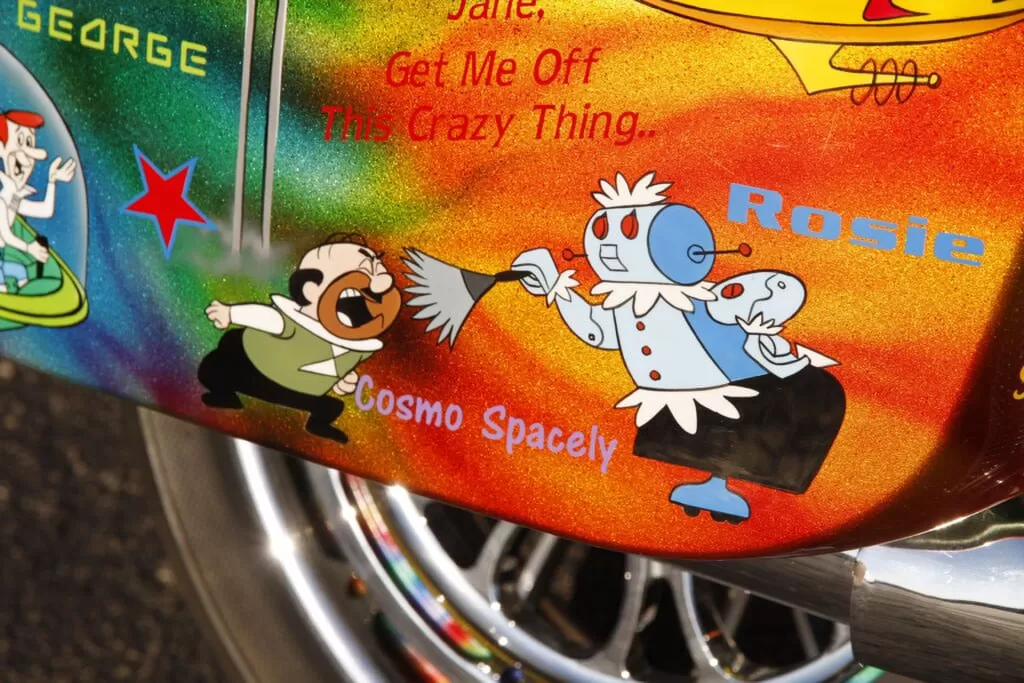 GEORGE
Jane,
Get Me Off
This Crazy Thing..
Rosie
Cosmo Spacely